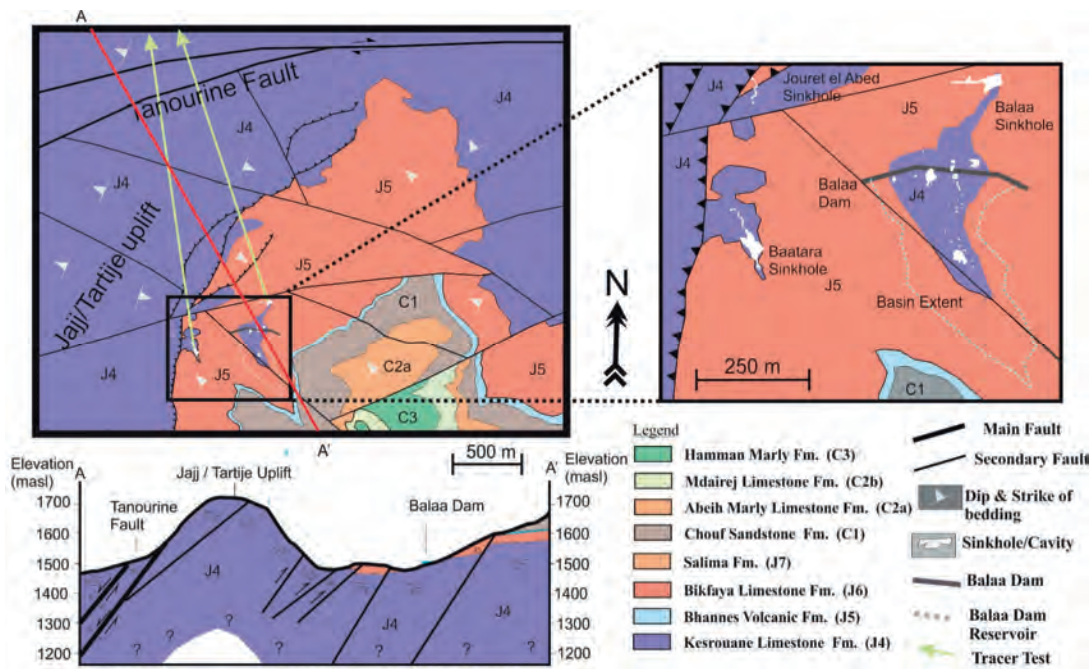 A
Tanourine Fault
J4
J4
J4
J5
Jajj/Tartije uplift
J5
C1
C2a
J4
J5
J5
C3
A'
500 m
N
J4
Jouret el Abed
Sinkhole
J5
Balaa
Sinkhole
J4
J4
Balaa
Dam
Baatara
Sinkhole
J5
Basin Extent
250 m
C1
Elevation
(masl)
A
Jajj / Tartije Uplift
A'
Elevation
(masl)
1700
1600
1500
1400
1300
1200
Tanourine
Fault
Balaa Dam
J4
J4
J4
? ? ? ? ? ? ? ?
1700
1600
1500
1400
1300
1200
Legend
Hamman Marly Fm. (C3)
Mdairej Limestone Fm. (C2b)
Abeih Marly Limestone Fm. (C2a)
Chouf Sandstone Fm. (C1)
Salima Fm. (J7)
Bikfaya Limestone Fm. (J6)
Bhannes Volcanic Fm. (J5)
Kesrouane Limestone Fm. (J4)
Main Fault
Secondary Fault
Dip & Strike of
bedding
Sinkhole/Cavity
Balaa Dam
Balaa Dam
Reservoir
Tracer Test